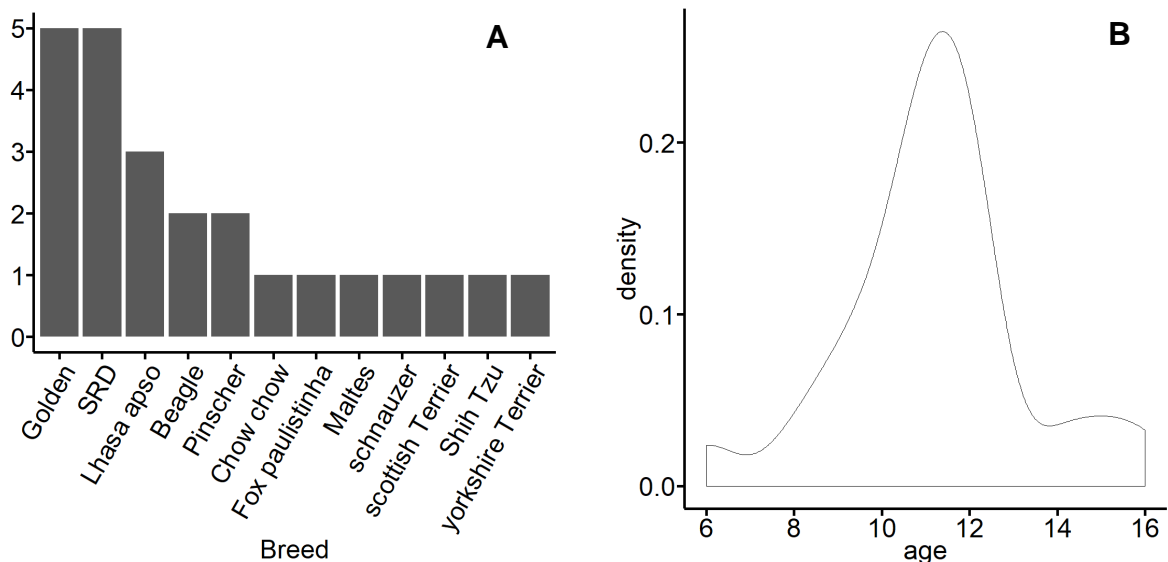 A
5
4
3
2
1
0
Golden
SRD
Lhasa apso
Beagle
Pinscher
Chow chow
Fox paulistinha
Maltes
schnauzer
scottish Terrier
Shih Tzu
yorkshire Terrier
Breed
B
density
0.2
0.1
0.0
6 8 10 12 14 16
age